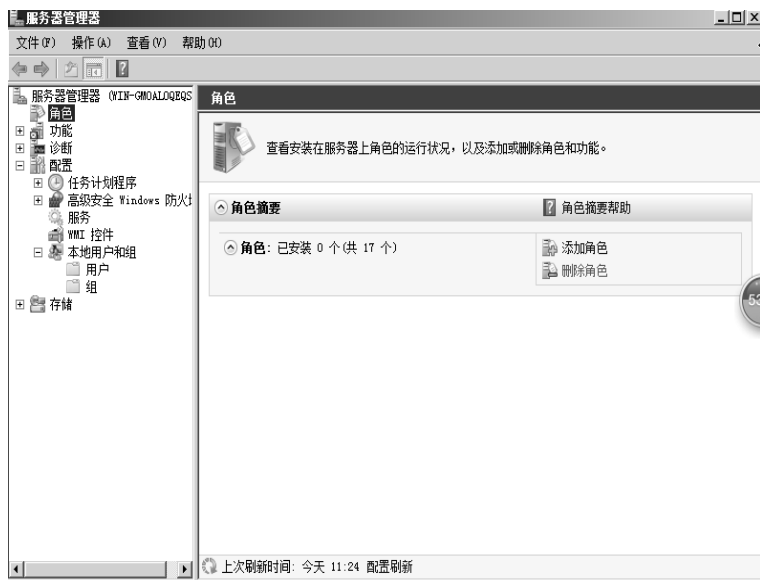 服务器管理器
文件(F) 操作(A) 查看(V) 帮助(H)
服务器管理器 (WIN-GMOALOQEQS
角色
功能
诊断
配置
任务计划程序
高级安全 Windows 防火
服务
WMI 控件
本地用户和组
用户
组
存储
角色
查看安装在服务器上角色的运行状况，以及添加或删除角色和功能。
角色摘要
角色摘要帮助
角色: 已安装 0 个(共 17 个)
添加角色
删除角色
53
上次刷新时间: 今天 11:24 配置刷新